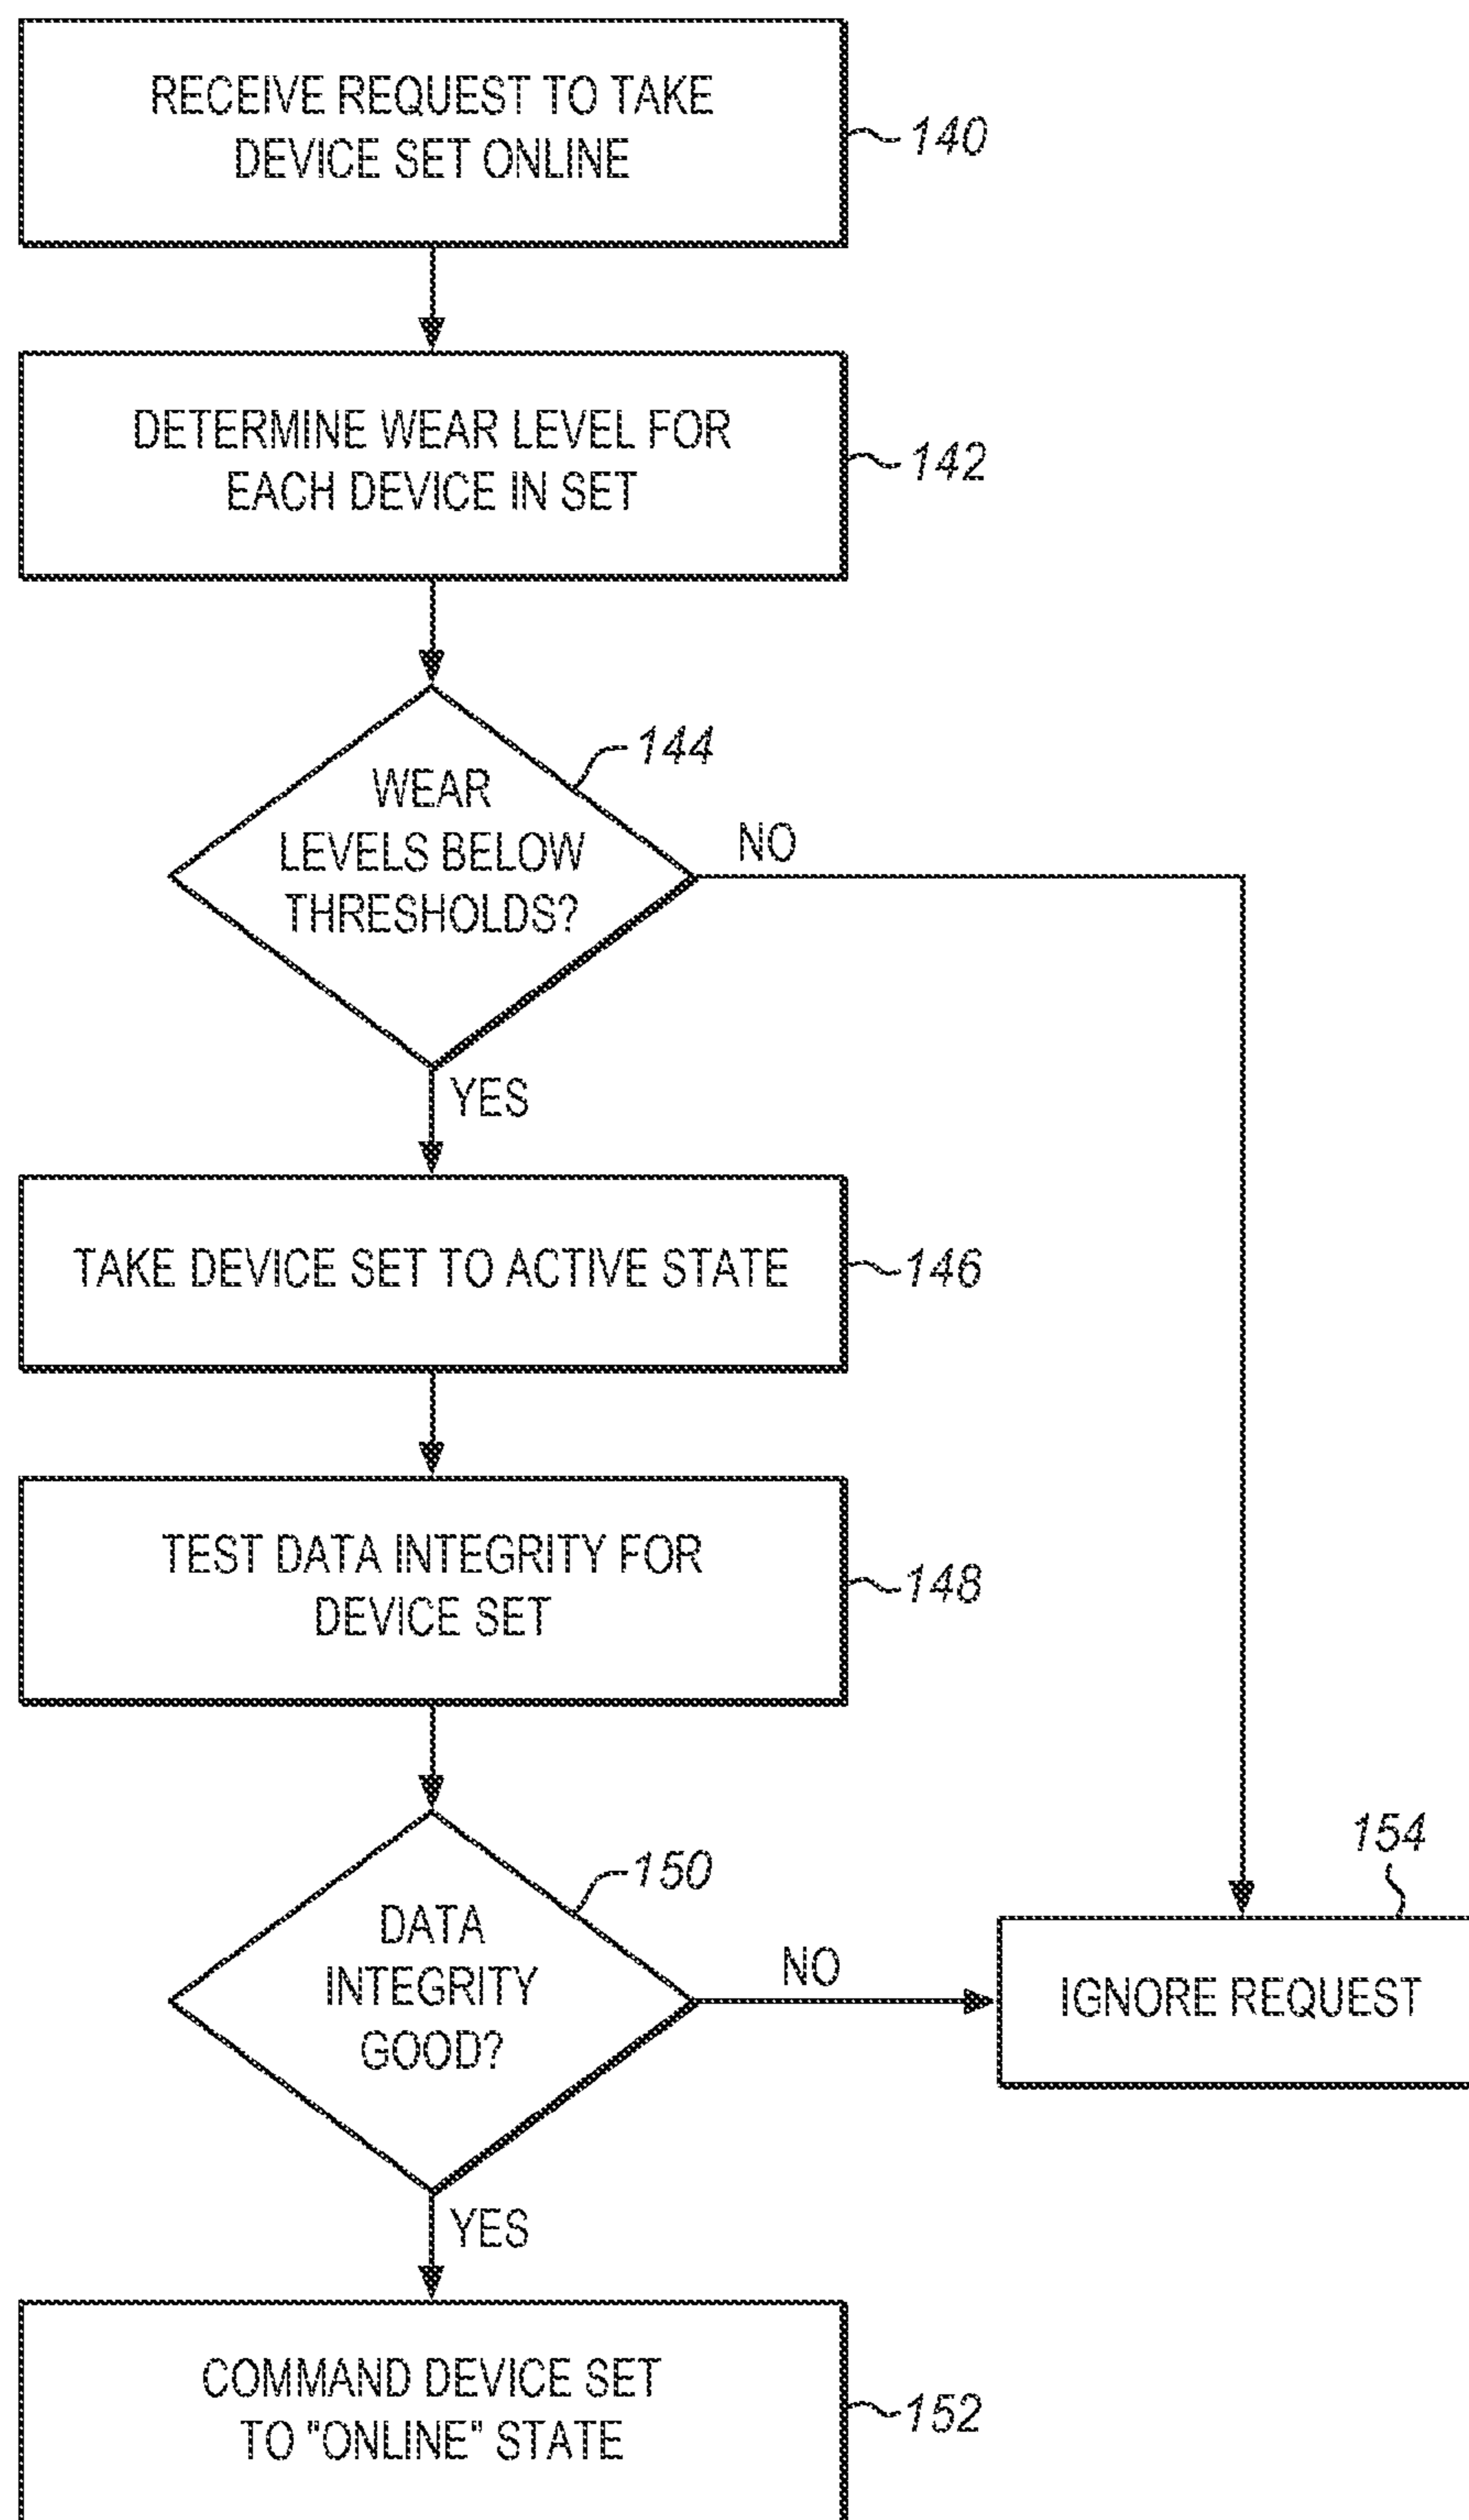 RECEIVE REQUEST TO TAKE
DEVICE SET ONLINE
140
DETERMINE WEAR LEVEL FOR
EACH DEVICE IN SET
142
144
WEAR
LEVELS BELOW
THRESHOLDS?
NO
YES
TAKE DEVICE SET TO ACTIVE STATE
146
TEST DATA INTEGRITY FOR
DEVICE SET
148
150
DATA
INTEGRITY
GOOD?
NO
154
IGNORE REQUEST
YES
COMMAND DEVICE SET
TO "ONLINE" STATE
152